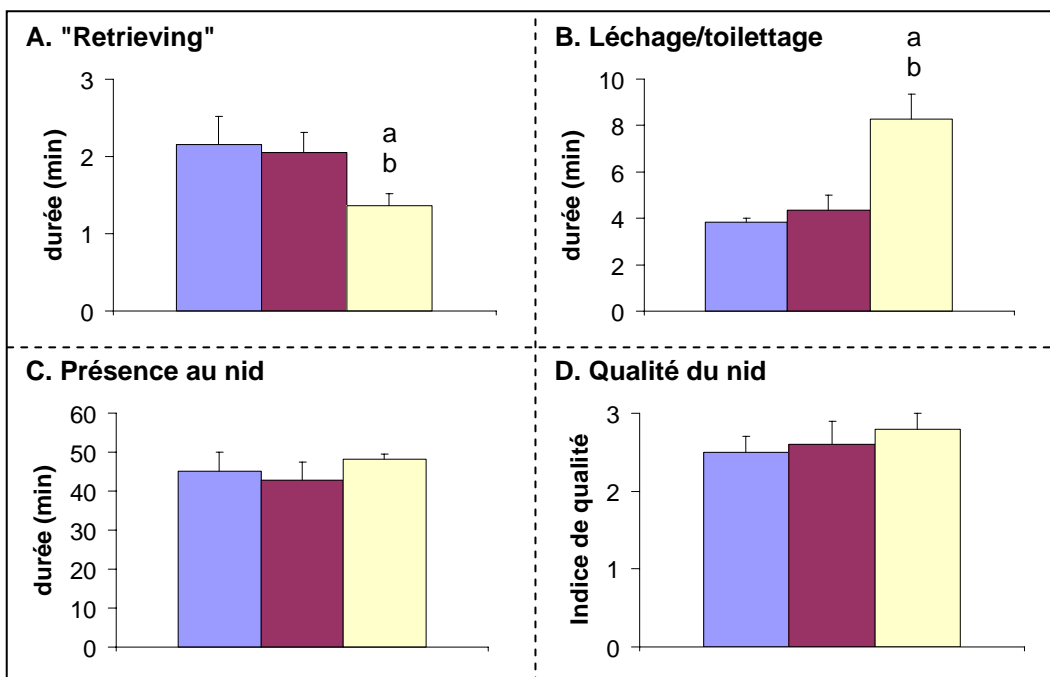 A. "Retrieving"
durée (min)
3
2
1
0
a
b
B. Léchage/toilettage
durée (min)
10
8
6
4
2
0
a
b
C. Présence au nid
durée (min)
60
50
40
30
20
10
0
D. Qualité du nid
Indice de qualité
3
2
1
0